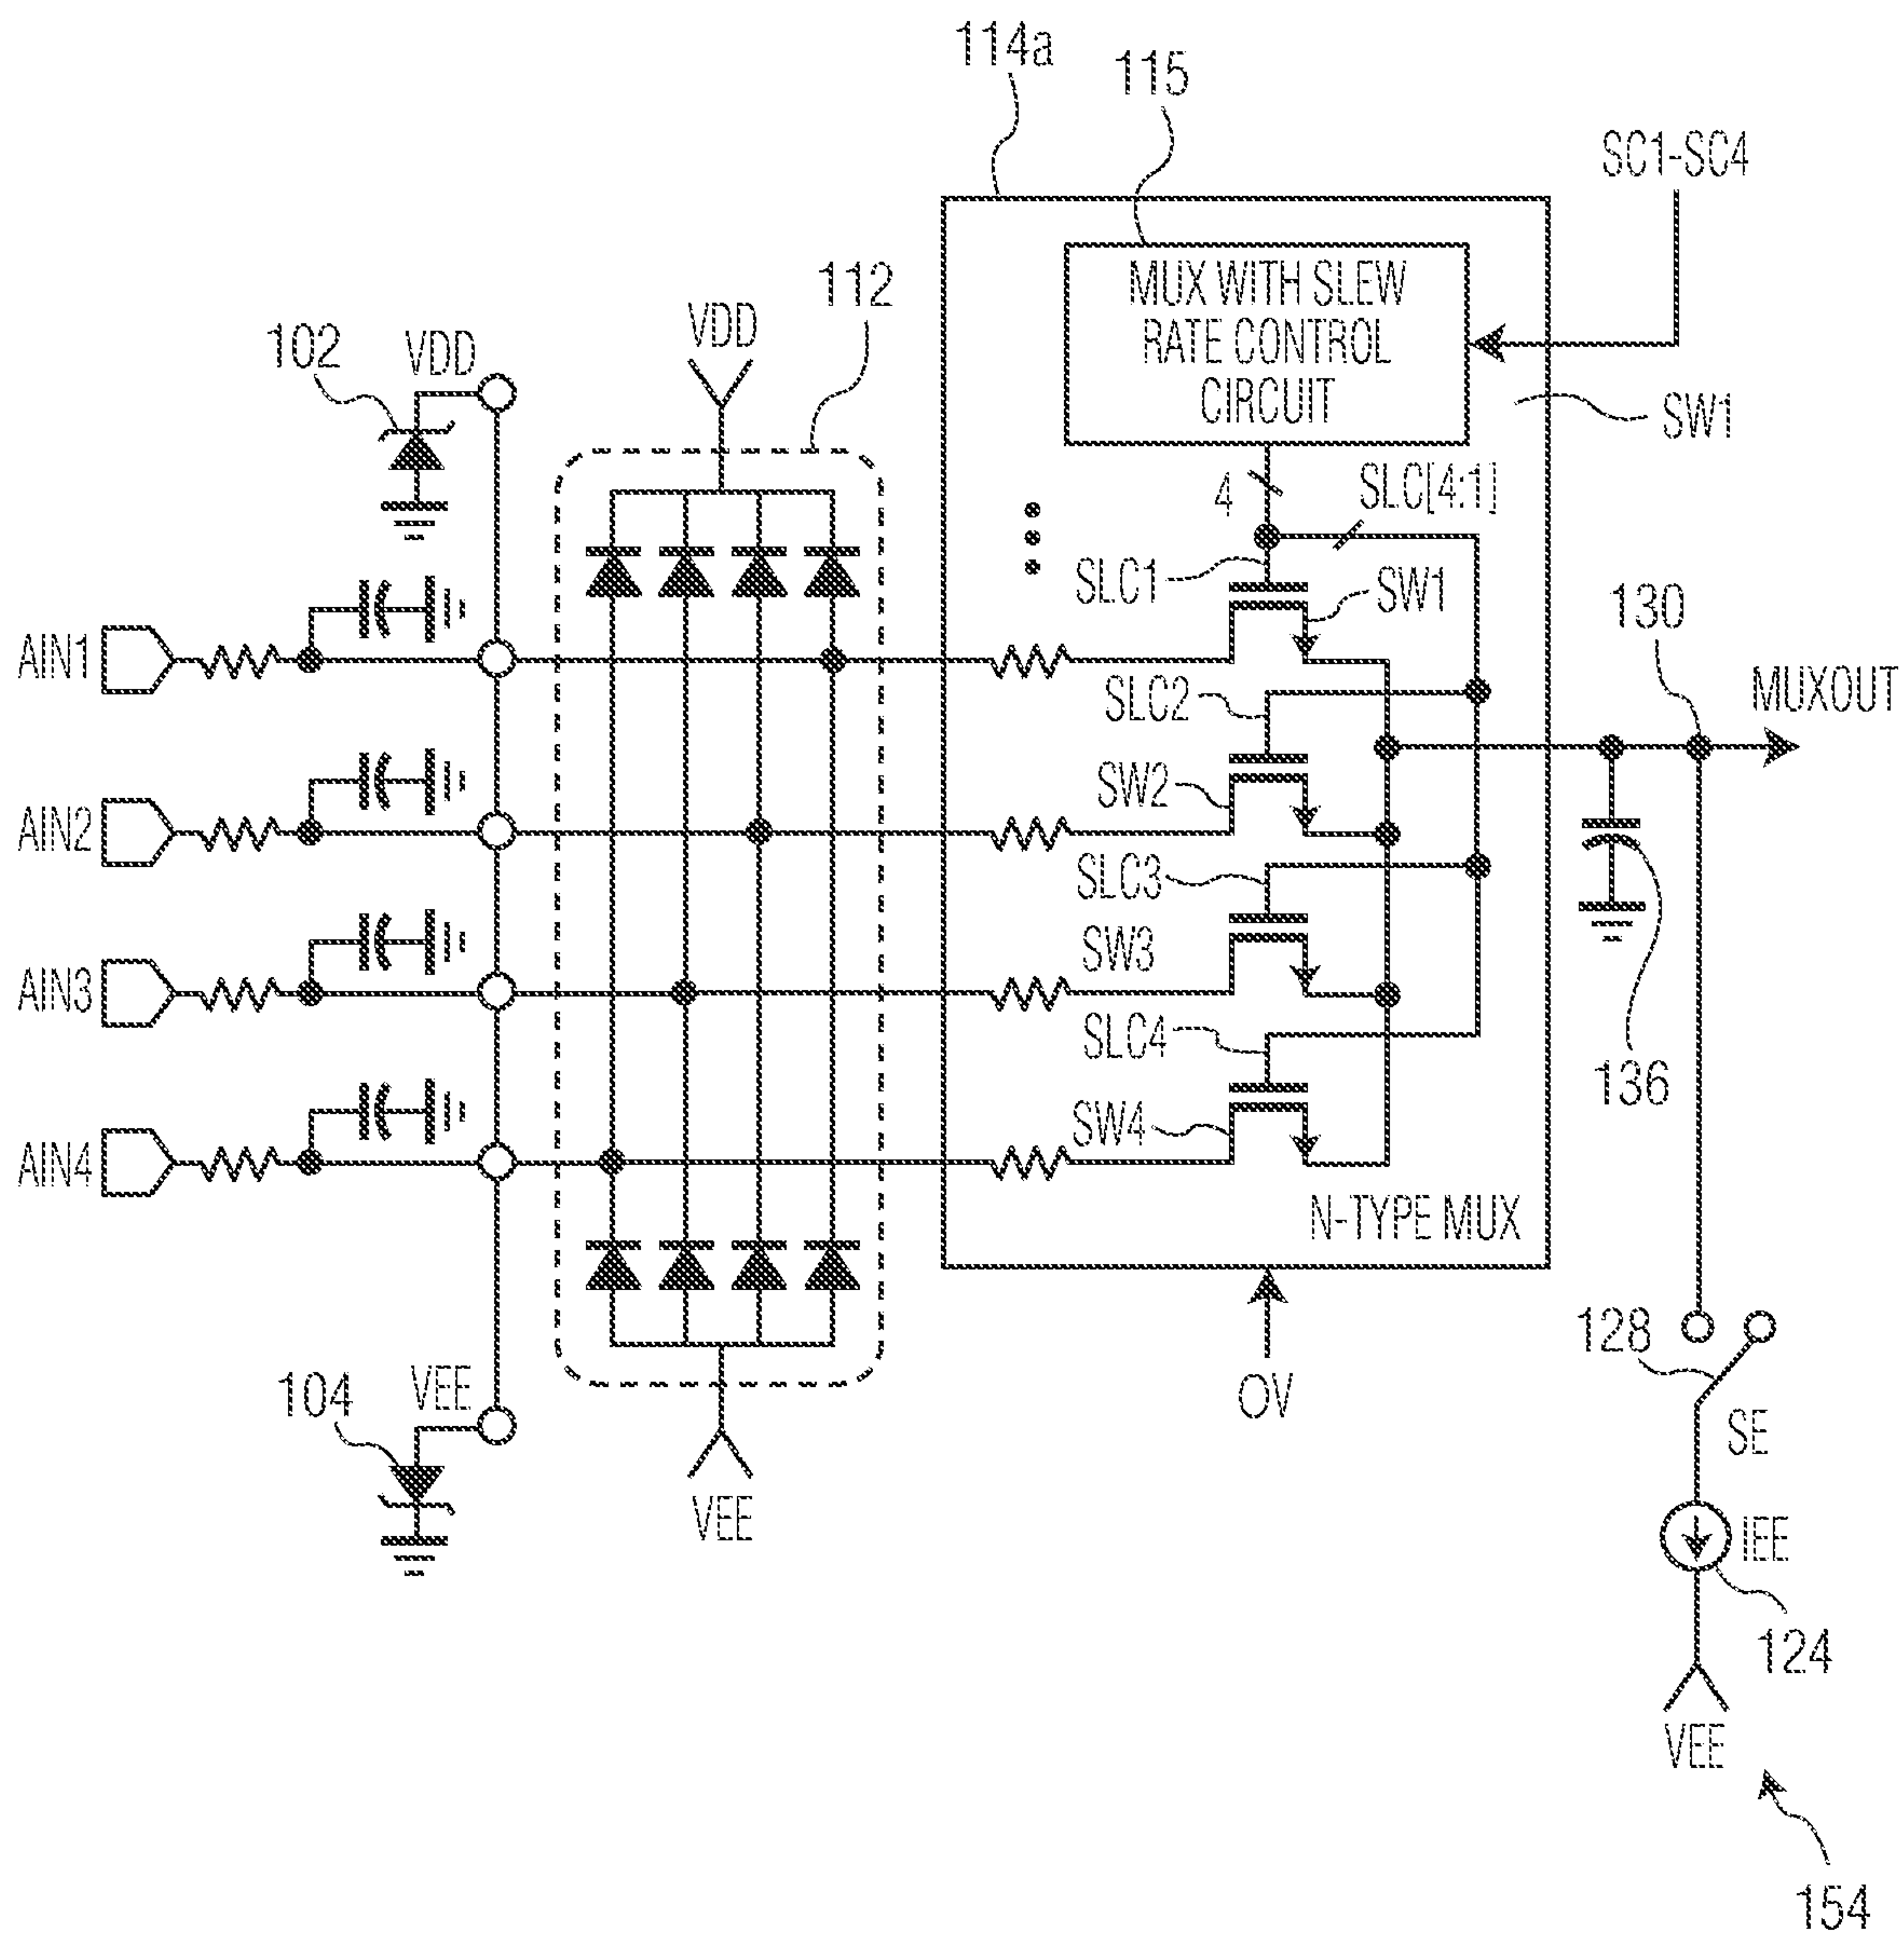 114a
115
SC1-SC4
112
MUX WITH SLEW
RATE CONTROL
CIRCUIT
VDD
102
VDD
SW1
4
SLC[4:1]
SLC1
SW1
130
AIN1
SLC2
MUXOUT
AIN2
SW2
SLC3
AIN3
SW3
SLC4
136
SW4
AIN4
N-TYPE MUX
128
104
VEE
OV
SE
VEE
IEE
124
VEE
154